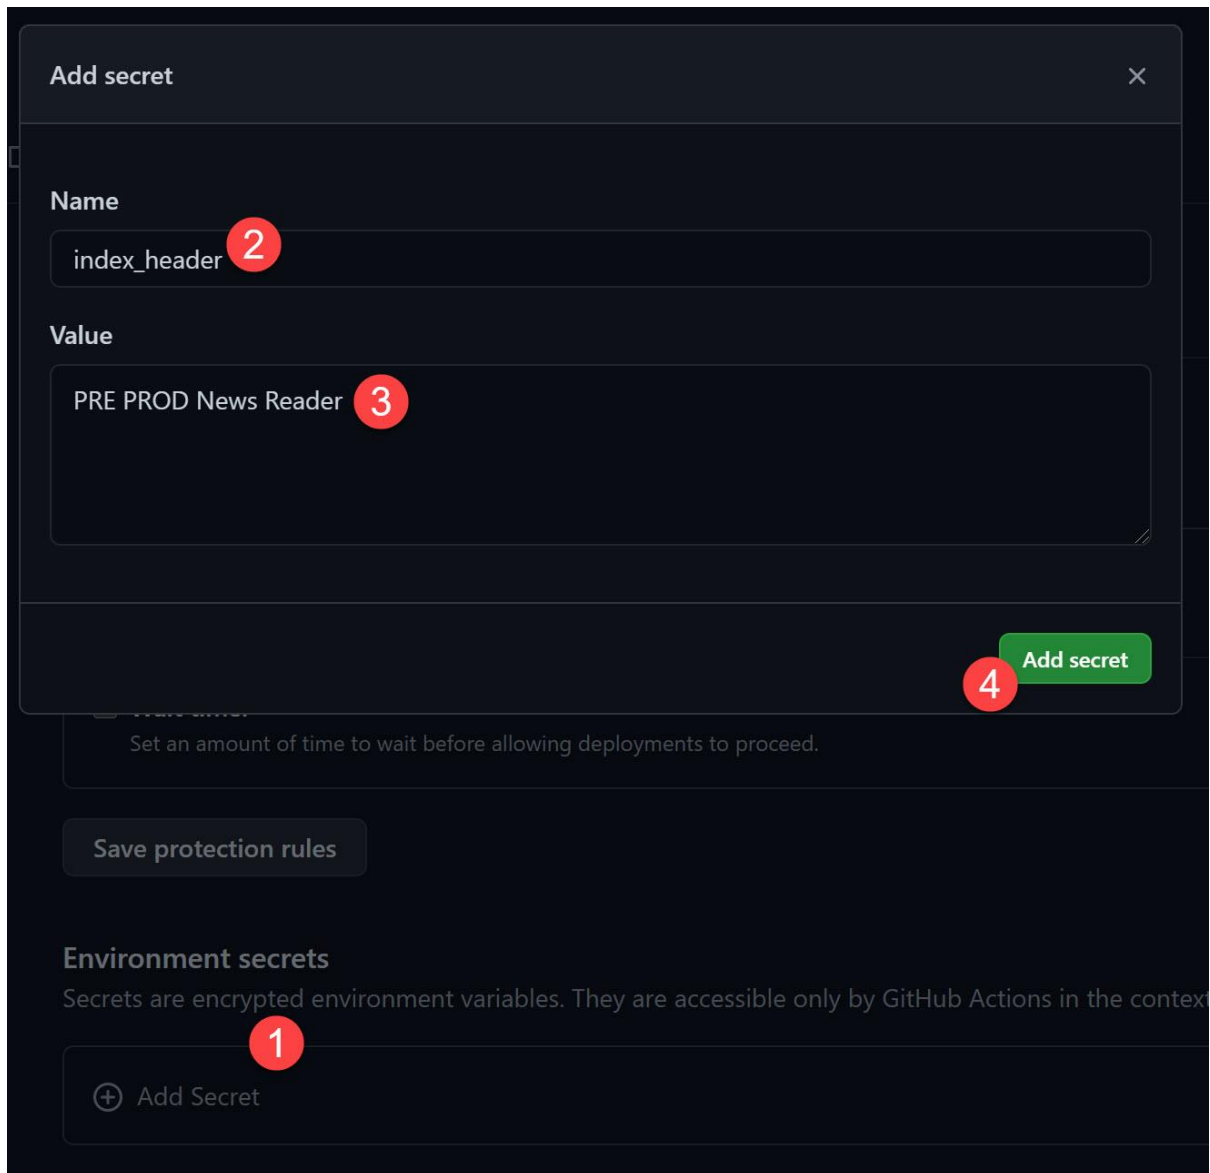 Add secret
Name
index_header 2
Value
PRE PROD News Reader 3
Add secret
4
Wait timer
Set an amount of time to wait before allowing deployments to proceed.
Save protection rules
Environment secrets
Secrets are encrypted environment variables. They are accessible only by GitHub Actions in the context
1
Add Secret